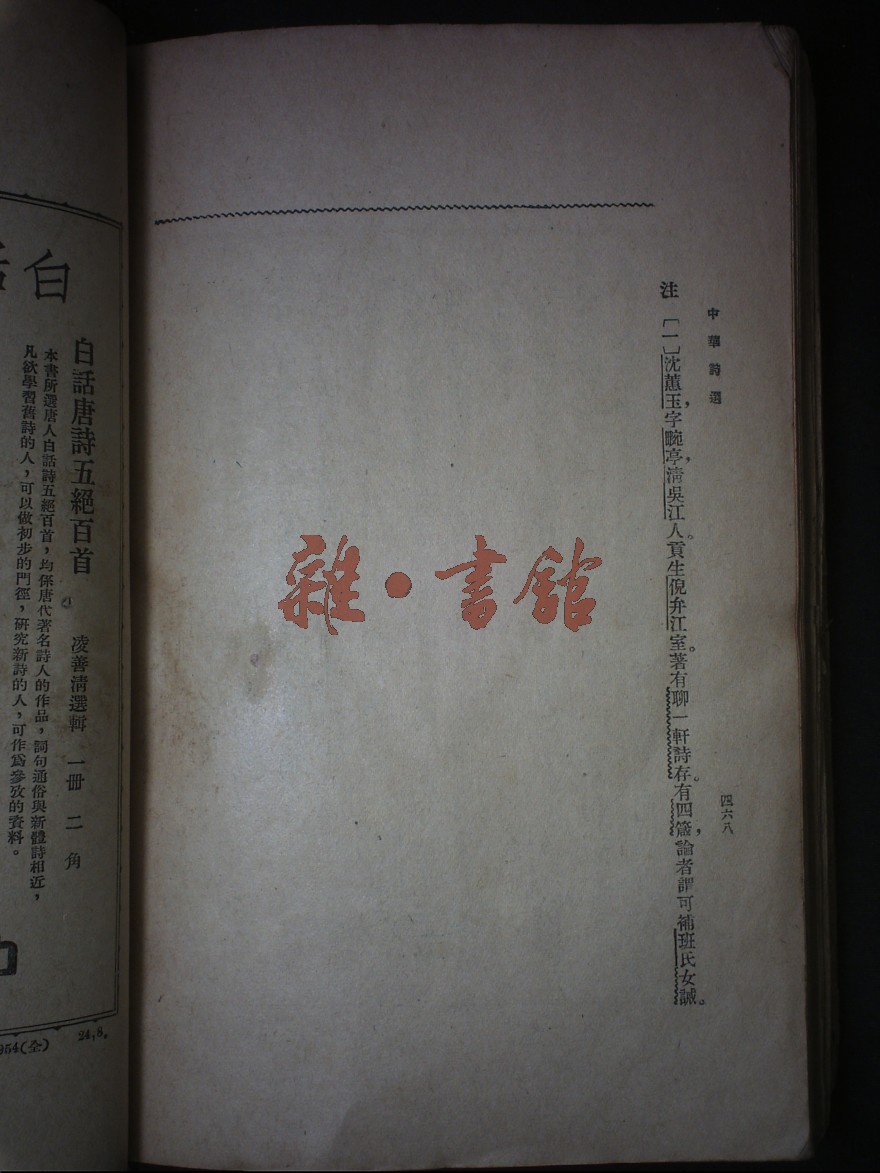 中華詩選
四六八
注
〔一〕沈蕙玉，字畹亭，清吳江人。貢生倪弁江室。著有聊一軒詩存。有四箴，論者謂可補班氏女誡。
雜·書館
白話
白話唐詩五絕百首
凌善清選輯 一冊 二角
本書所選唐人白話詩五絕百首，均係唐代著名詩人的作品，詞句通俗與新體詩相近，
凡欲學習舊詩的人，可以做初步的門徑，研究新詩的人，可作為參攷的資料。
954(全) 24,8.